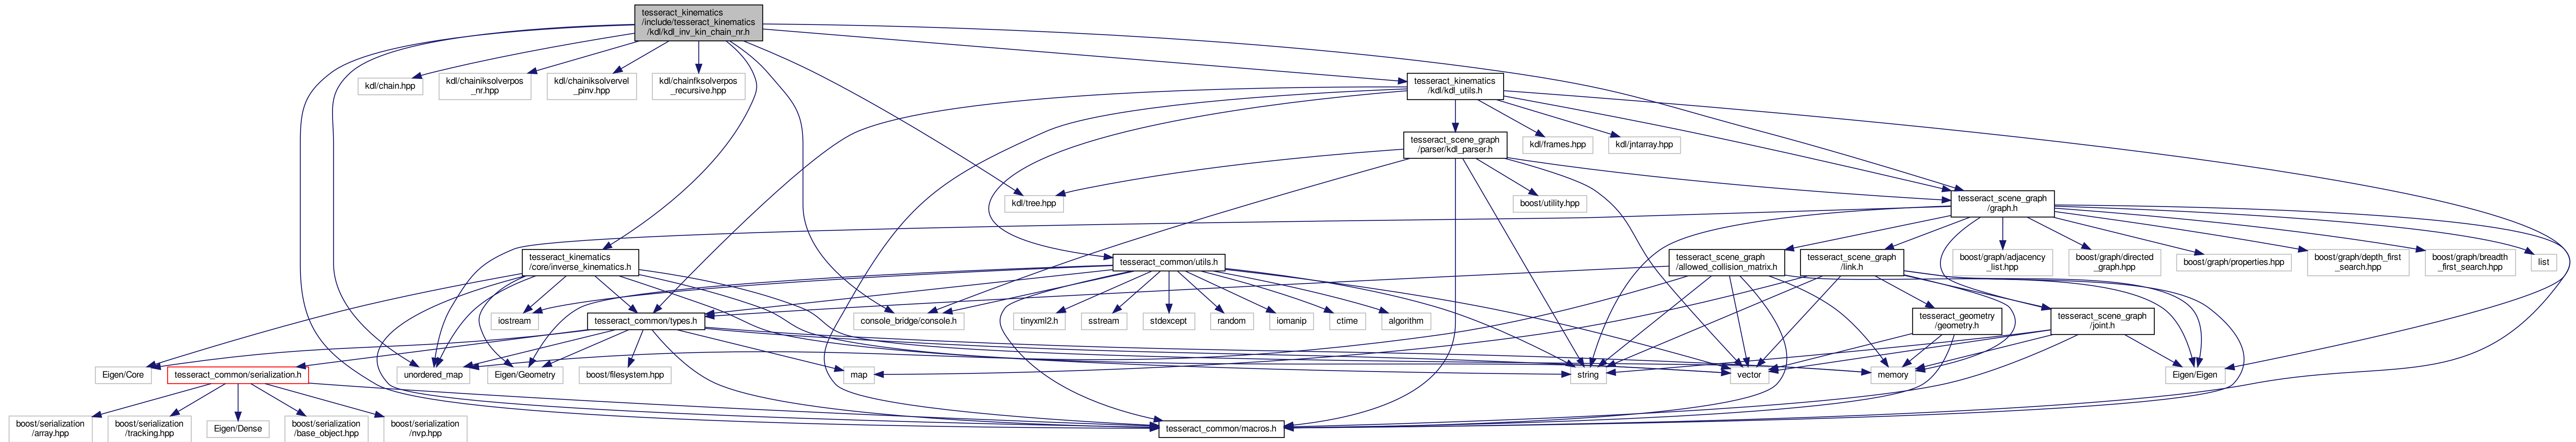 tesseract_kinematics
/include/tesseract_kinematics
/kdl/kdl_inv_kin_chain_nr.h
kdl/chain.hpp
kdl/chainiksolverpos
_nr.hpp
kdl/chainiksolvervel
_pinv.hpp
kdl/chainfksolverpos
_recursive.hpp
tesseract_kinematics
/kdl/kdl_utils.h
tesseract_scene_graph
/parser/kdl_parser.h
kdl/frames.hpp
kdl/jntarray.hpp
kdl/tree.hpp
boost/utility.hpp
tesseract_scene_graph
/graph.h
tesseract_kinematics
/core/inverse_kinematics.h
tesseract_common/utils.h
tesseract_scene_graph
/allowed_collision_matrix.h
tesseract_scene_graph
/link.h
boost/graph/adjacency
_list.hpp
boost/graph/directed
_graph.hpp
boost/graph/properties.hpp
boost/graph/depth_first
_search.hpp
boost/graph/breadth
_first_search.hpp
list
iostream
tesseract_common/types.h
console_bridge/console.h
tinyxml2.h
sstream
stdexcept
random
iomanip
ctime
algorithm
tesseract_geometry
/geometry.h
tesseract_scene_graph
/joint.h
Eigen/Core
tesseract_common/serialization.h
unordered_map
Eigen/Geometry
boost/filesystem.hpp
map
string
vector
memory
Eigen/Eigen
boost/serialization
/array.hpp
boost/serialization
/tracking.hpp
Eigen/Dense
boost/serialization
/base_object.hpp
boost/serialization
/nvp.hpp
tesseract_common/macros.h